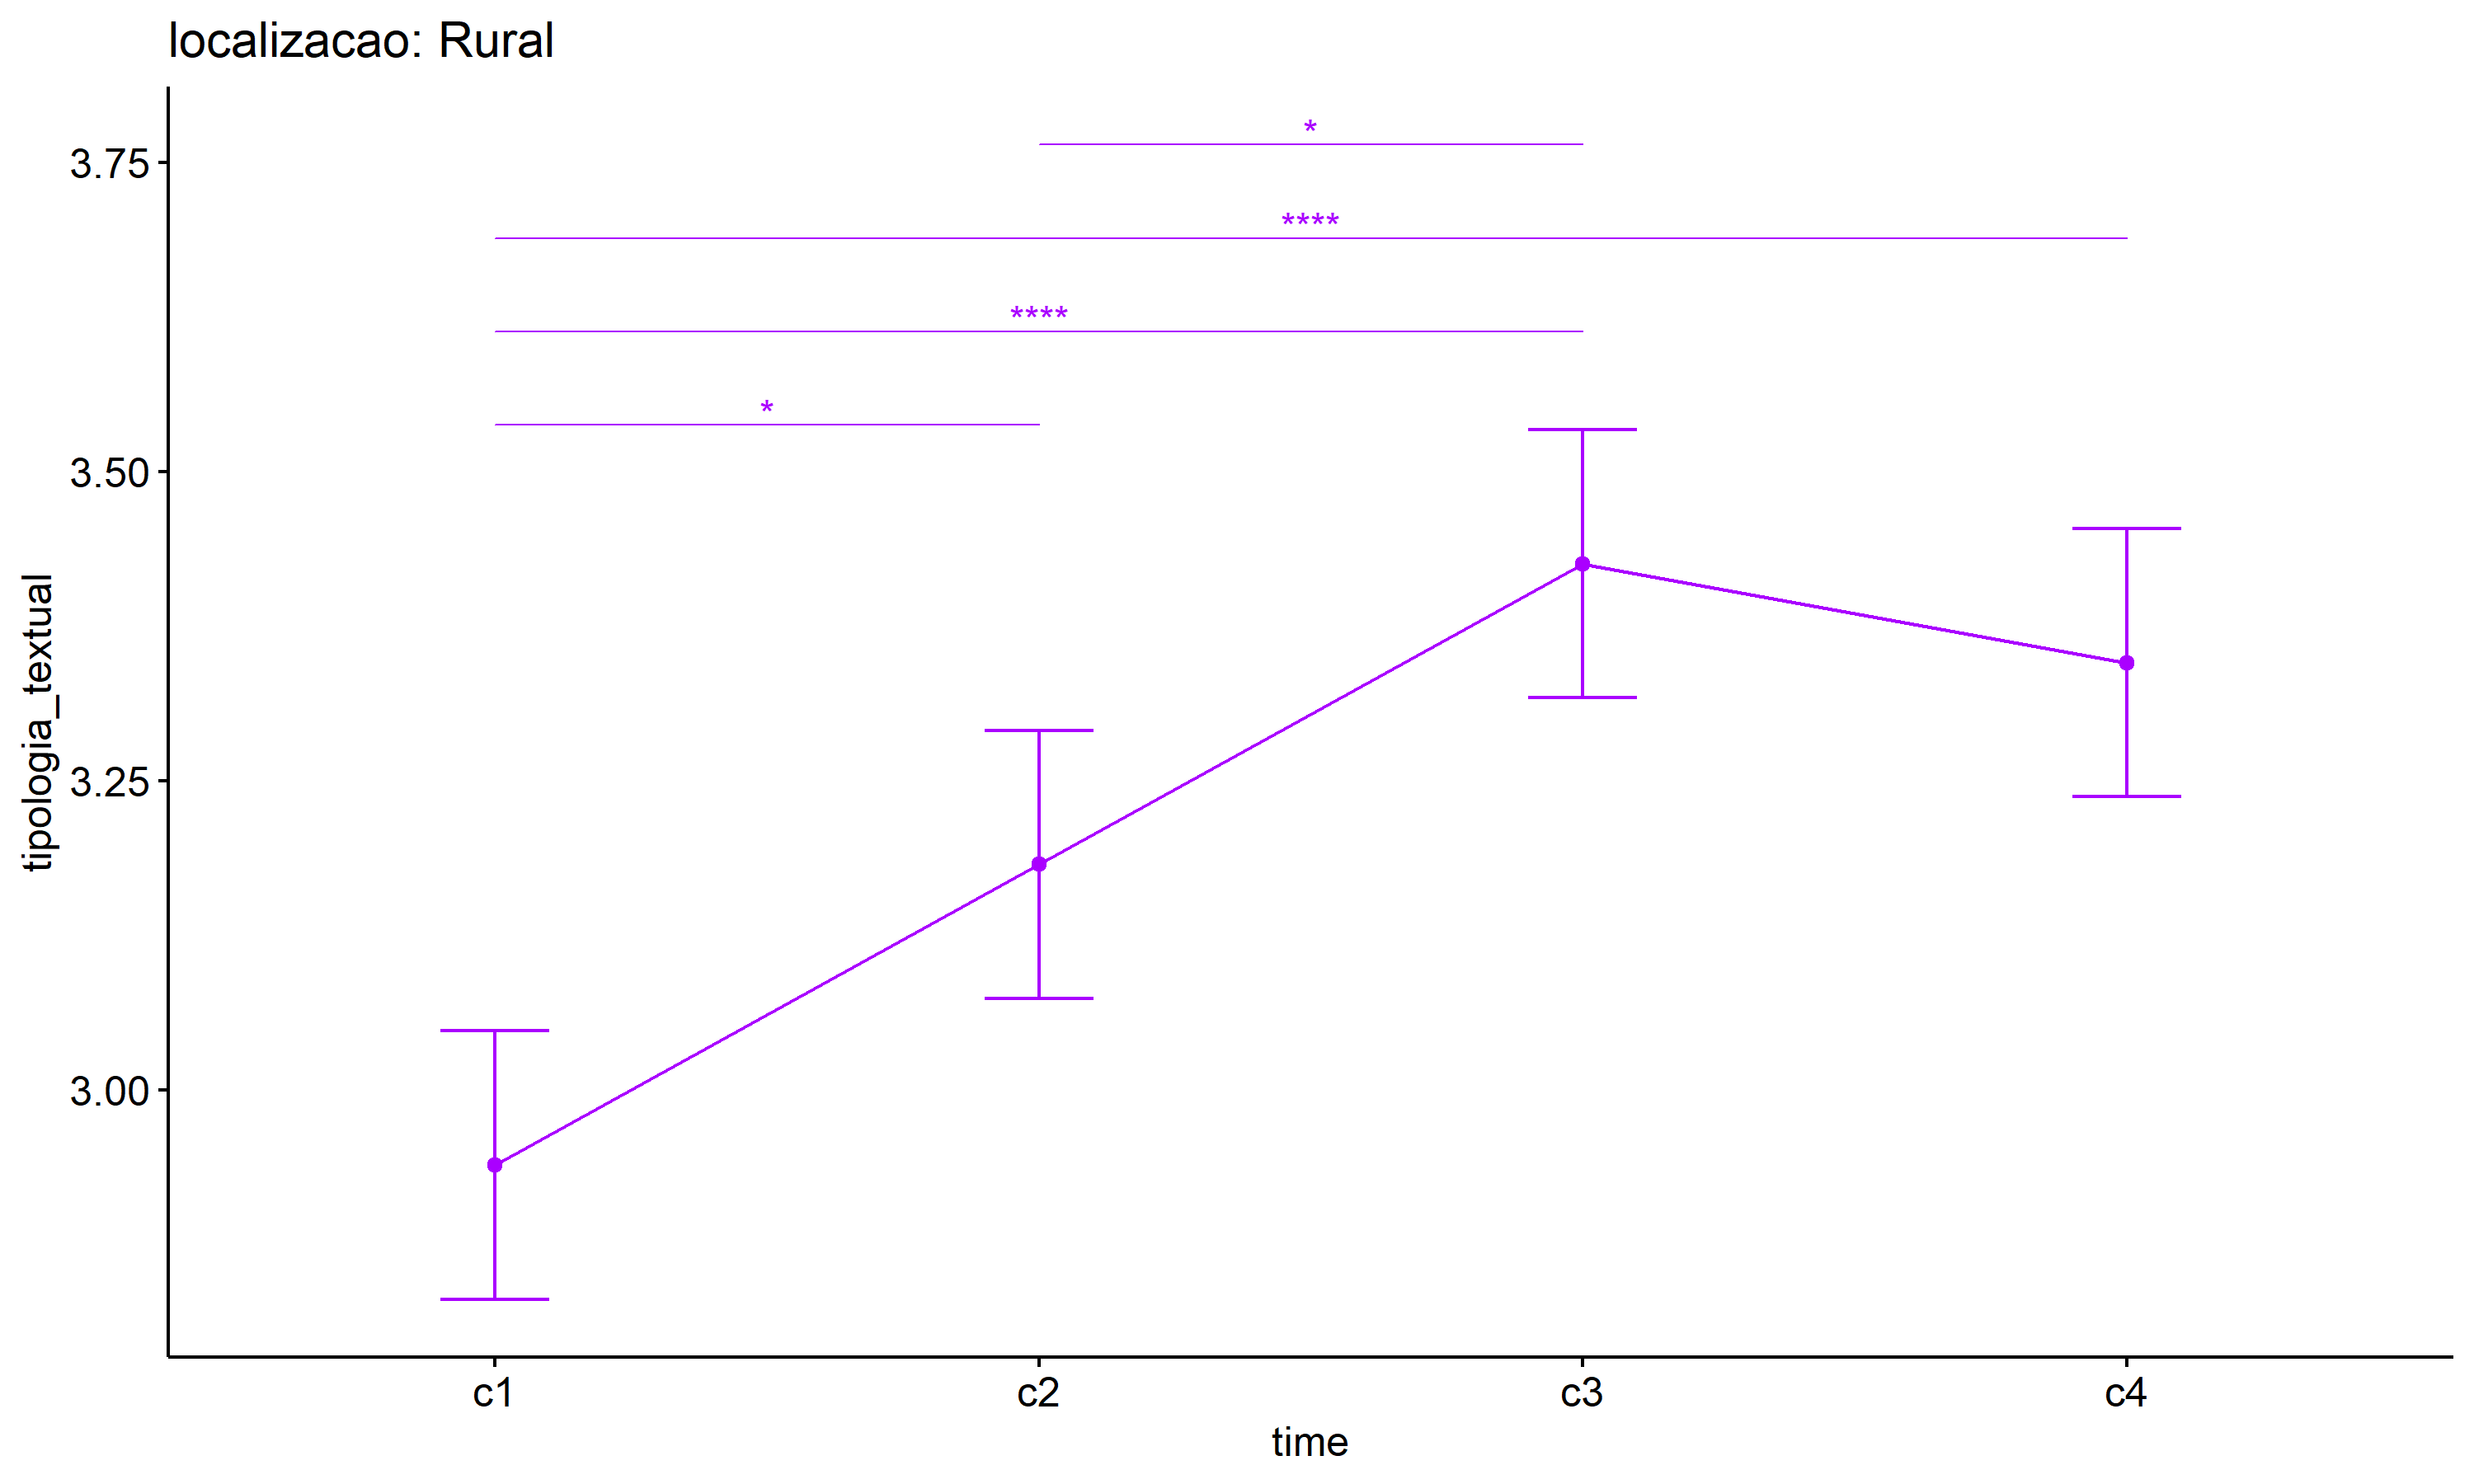 localizacao: Rural
*
3.75
****
****
*
3.50
3.25
3.00
tipologia_textual
c1 c2 c3 c4
time